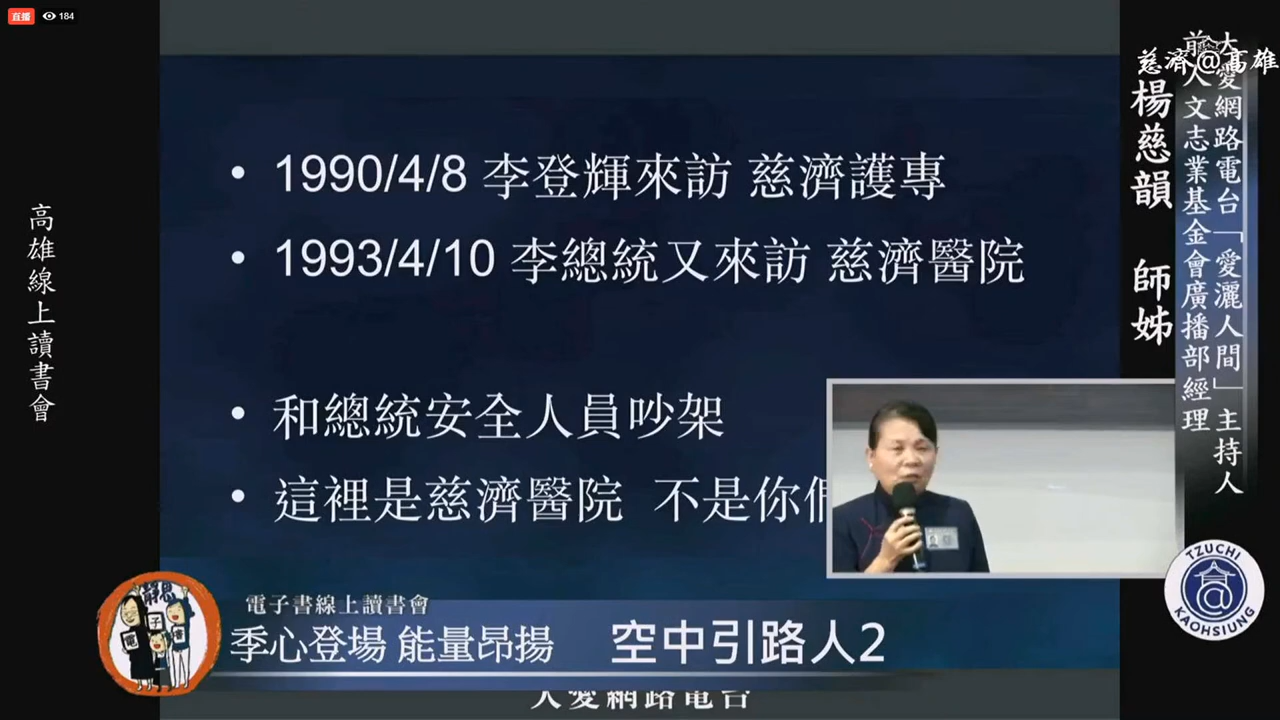 直播 184
慈濟@高雄
大愛網路電台「愛灑人間」主持人
前人文志業基金會廣播部經理
楊慈韻 師姊
高雄線上讀書會
• 1990/4/8 李登輝來訪 慈濟護專
• 1993/4/10 李總統又來訪 慈濟醫院
• 和總統安全人員吵架
• 這裡是慈濟醫院 不是你
電子書線上讀書會
季心登場 能量昂揚
空中引路人2
大愛網路電台
TZUCHI
@
KAOHSIUNG